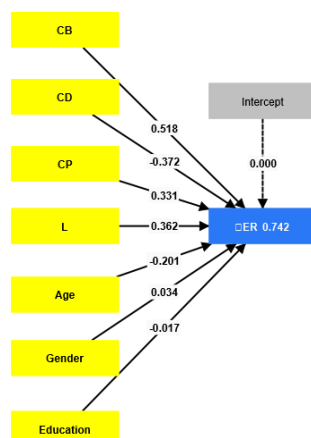 CB
CD
Intercept
0.518
-0.372
CP
0.000
0.331
L
0.362
□ER 0.742
-0.201
Age
0.034
-0.017
Gender
Education